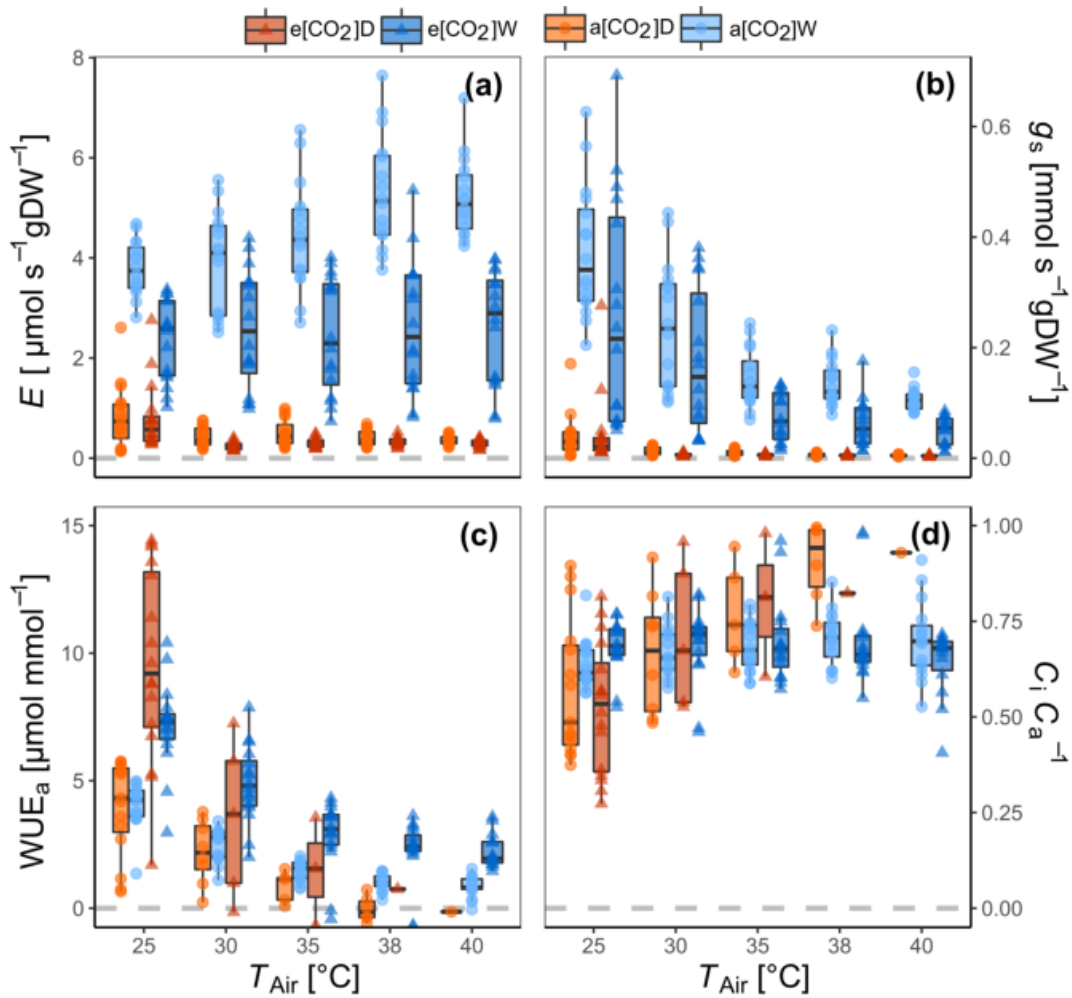 e[CO₂]D e[CO₂]W a[CO₂]D a[CO₂]W
(a)
E [ µmol s⁻¹gDW⁻¹]
8
6
4
2
0
(b)
gₛ [mmol s⁻¹gDW⁻¹]
0.6
0.4
0.2
0.0
(c)
WUEₐ [µmol mmol⁻¹]
15
10
5
0
25 30 35 38 40
T_Air [°C]
(d)
Cᵢ Cₐ⁻¹
1.00
0.75
0.50
0.25
0.00
25 30 35 38 40
T_Air [°C]